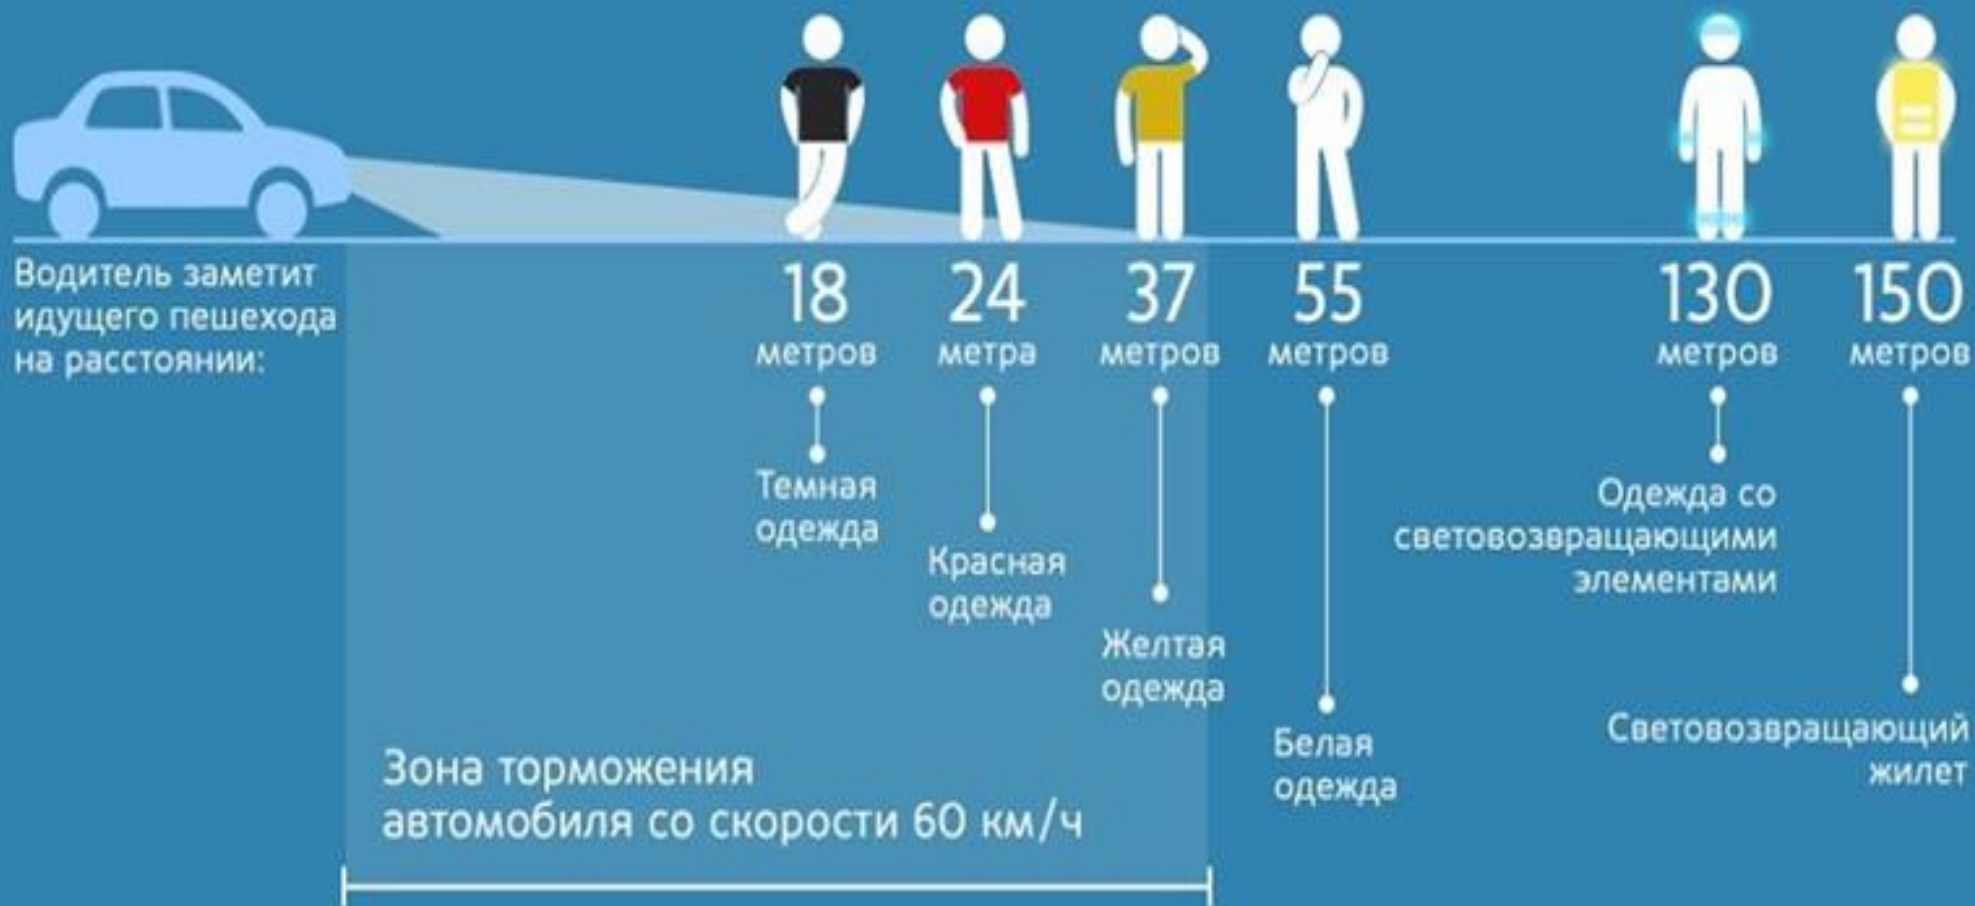 Водитель заметит
идущего пешехода
на расстоянии:
18
метров
Темная
одежда
24
метра
Красная
одежда
37
метров
Желтая
одежда
55
метров
Белая
одежда
130
метров
Одежда со
световозвращающими
элементами
150
метров
Световозвращающий
жилет
Зона торможения
автомобиля со скорости 60 км/ч